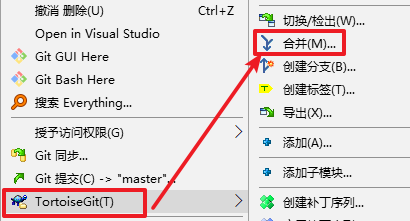 撤消 删除(U)
Ctrl+Z
Open in Visual Studio
Git GUI Here
Git Bash Here
搜索 Everything...
授予访问权限(G)
Git 同步...
Git 提交(C) -> "master"...
TortoiseGit(T)
切换/检出(W)...
合并(M)...
创建分支(B)...
创建标签(T)...
导出(X)...
添加(A)...
添加子模块...
创建补丁序列...